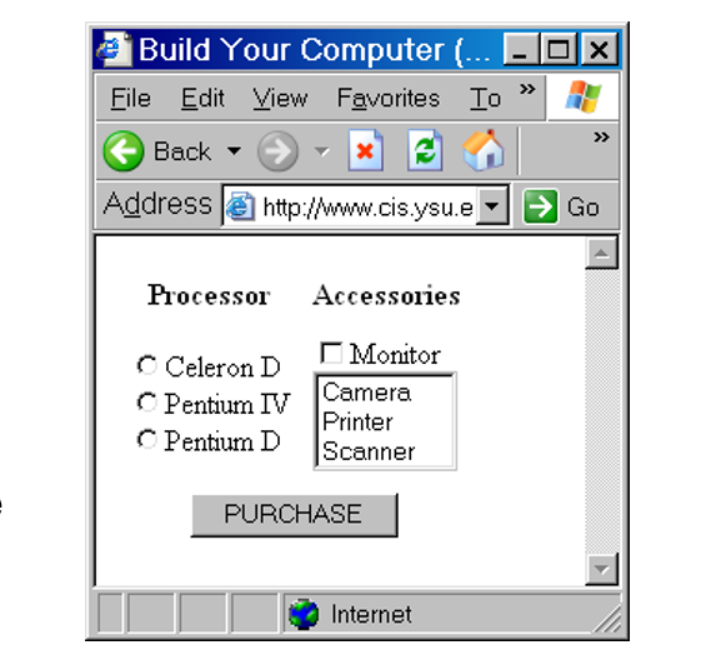 Build Your Computer (...
File Edit View Favorites To »
Back »
Address http://www.cis.ysu.e Go
Processor Accessories
Monitor
Celeron D
Pentium IV
Pentium D
Camera
Printer
Scanner
e
PURCHASE
Internet